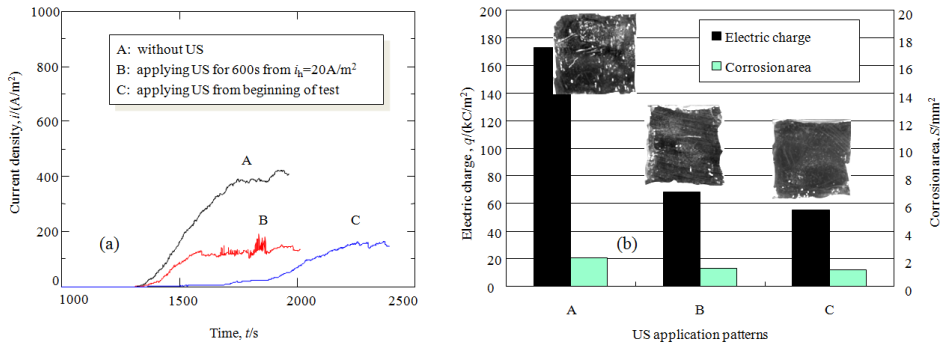 1000
800
600
400
200
0
Current density, i/(A/m²)
A: without US
B: applying US for 600s from iₕ=20A/m²
C: applying US from beginning of test
A
B
C
(a)
1000
1500
2000
2500
Time, t/s
200
180
160
140
120
100
80
60
40
20
0
Electric charge , q/(kC/m²)
Electric charge
Corrosion area
(b)
20
18
16
14
12
10
8
6
4
2
0
Corrosion area, S/mm²
A
B
C
US application patterns